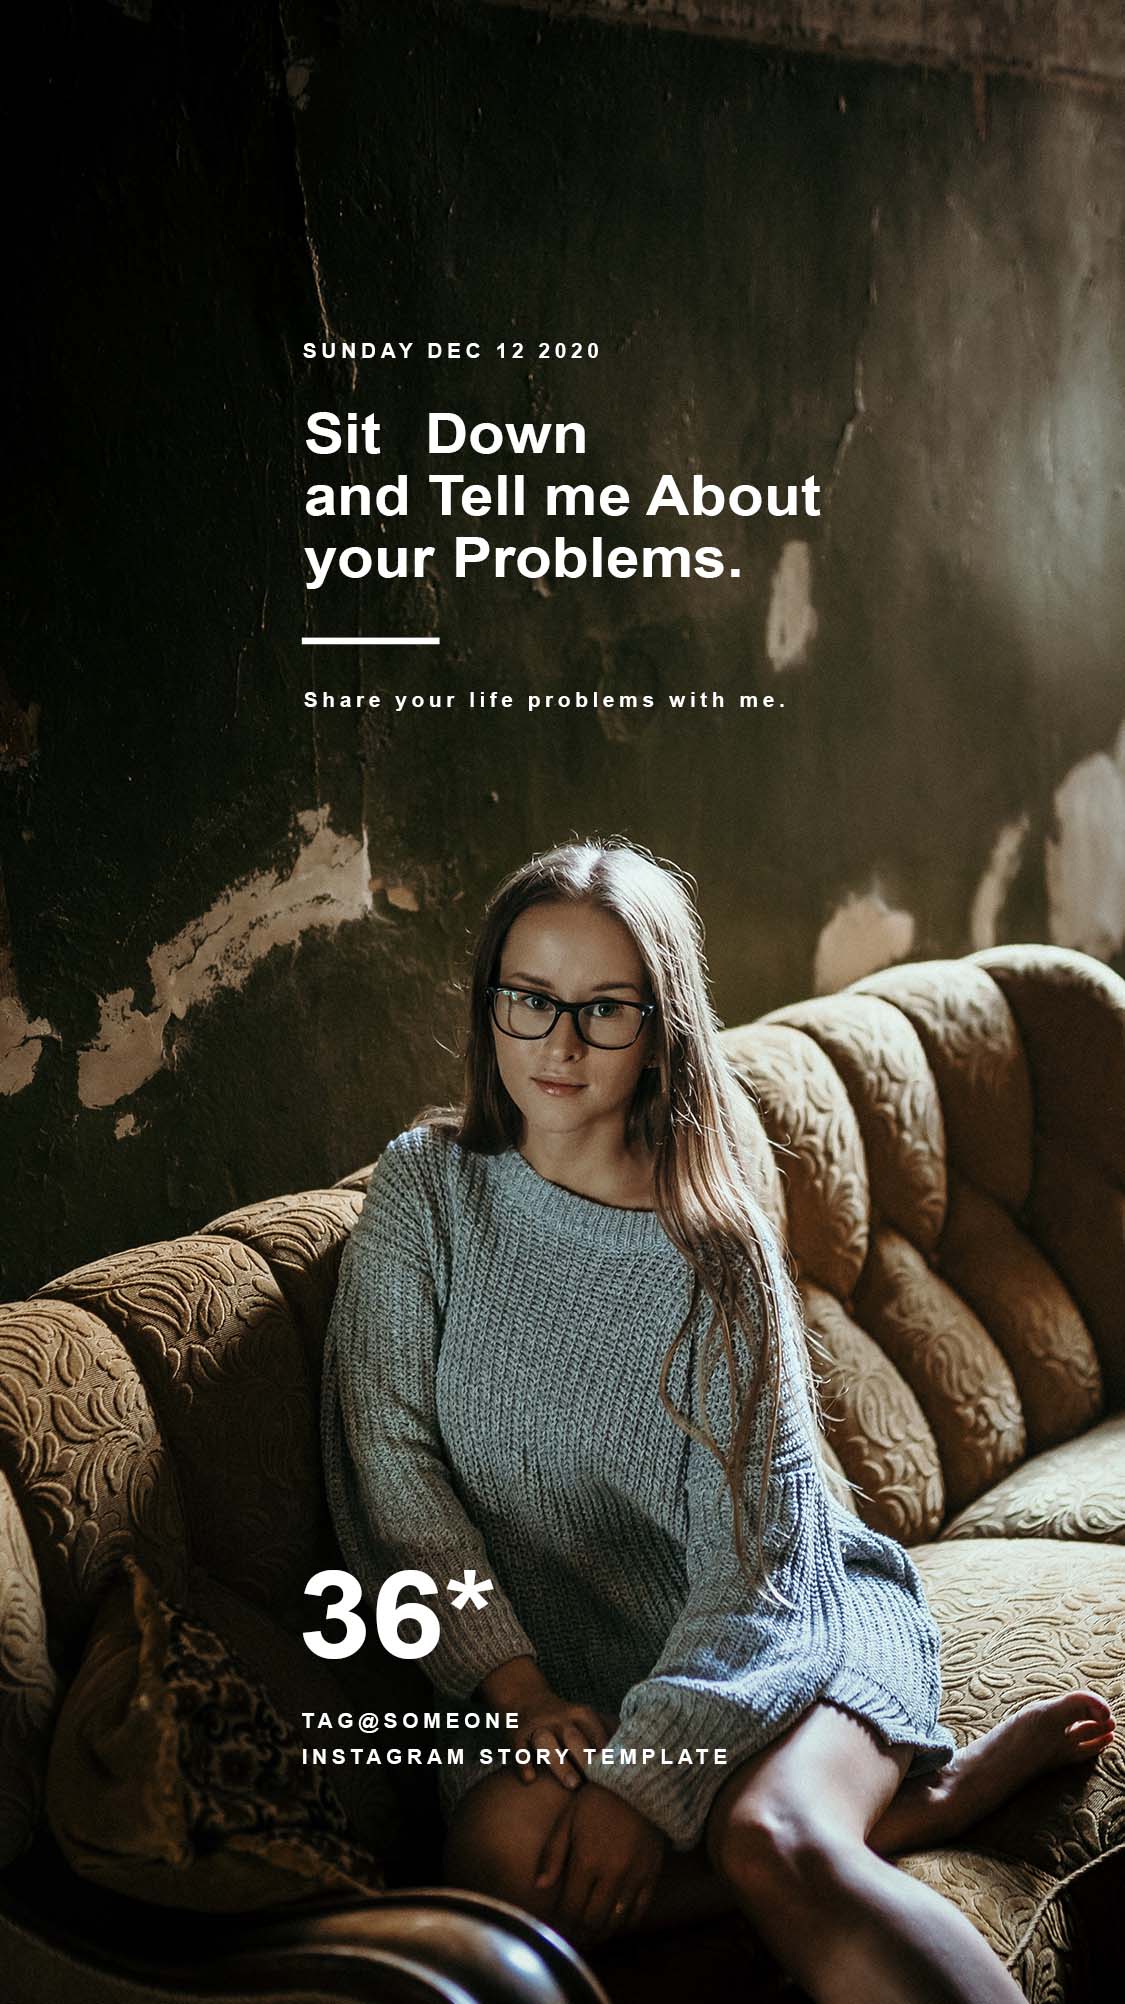 SUNDAY DEC 12 2020
Sit Down
and Tell me About
your Problems.
Share your life problems with me.
36*
TAG@SOMEONE
INSTAGRAM STORY TEMPLATE